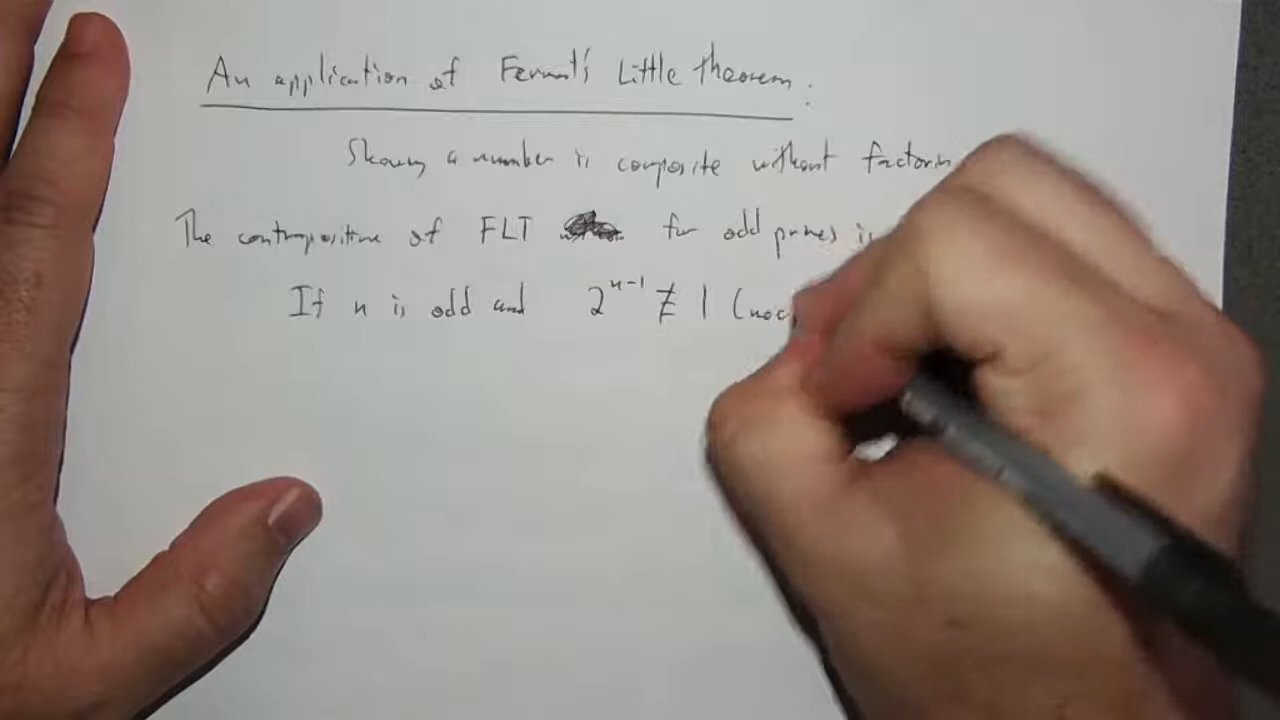 An application of Fermat's Little theorem:
Showing a number is composite without factorin
The contrapositive of FLT for odd primes is
If n is odd and 2^{n-1} ≢ 1 (mod